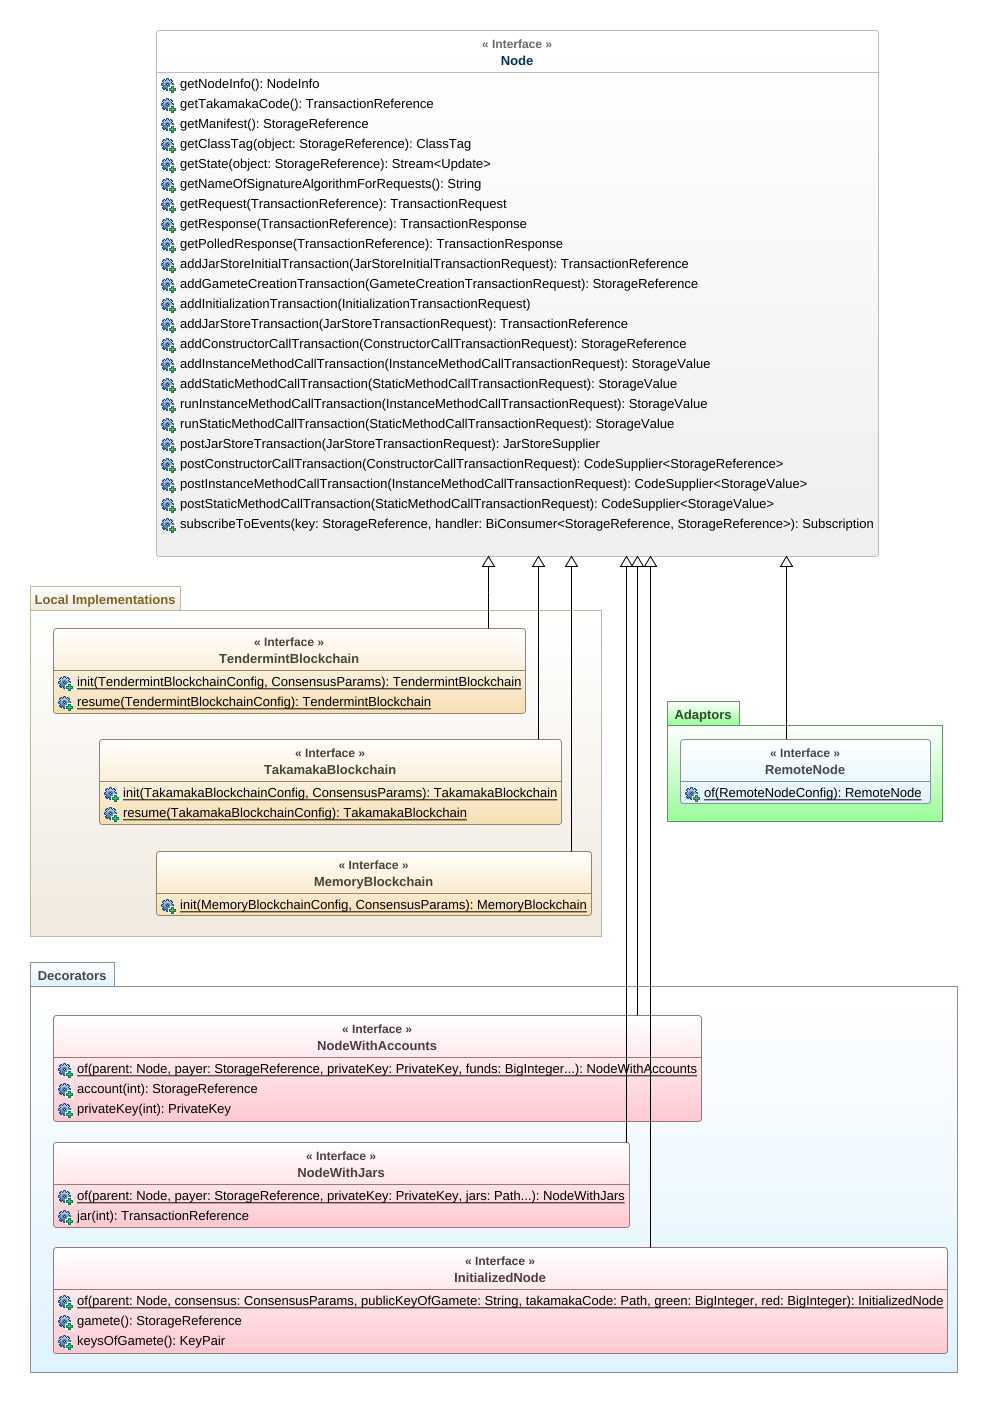 « Interface »
Node
getNodeInfo(): NodeInfo
getTakamakaCode(): TransactionReference
getManifest(): StorageReference
getClassTag(object: StorageReference): ClassTag
getState(object: StorageReference): Stream<Update>
getNameOfSignatureAlgorithmForRequests(): String
getRequest(TransactionReference): TransactionRequest
getResponse(TransactionReference): TransactionResponse
getPolledResponse(TransactionReference): TransactionResponse
addJarStoreInitialTransaction(JarStoreInitialTransactionRequest): TransactionReference
addGameteCreationTransaction(GameteCreationTransactionRequest): StorageReference
addInitializationTransaction(InitializationTransactionRequest)
addJarStoreTransaction(JarStoreTransactionRequest): TransactionReference
addConstructorCallTransaction(ConstructorCallTransactionRequest): StorageReference
addInstanceMethodCallTransaction(InstanceMethodCallTransactionRequest): StorageValue
addStaticMethodCallTransaction(StaticMethodCallTransactionRequest): StorageValue
runInstanceMethodCallTransaction(InstanceMethodCallTransactionRequest): StorageValue
runStaticMethodCallTransaction(StaticMethodCallTransactionRequest): StorageValue
postJarStoreTransaction(JarStoreTransactionRequest): JarStoreSupplier
postConstructorCallTransaction(ConstructorCallTransactionRequest): CodeSupplier<StorageReference>
postInstanceMethodCallTransaction(InstanceMethodCallTransactionRequest): CodeSupplier<StorageValue>
postStaticMethodCallTransaction(StaticMethodCallTransactionRequest): CodeSupplier<StorageValue>
subscribeToEvents(key: StorageReference, handler: BiConsumer<StorageReference, StorageReference>): Subscription
Local Implementations
« Interface »
TendermintBlockchain
init(TendermintBlockchainConfig, ConsensusParams): TendermintBlockchain
resume(TendermintBlockchainConfig): TendermintBlockchain
« Interface »
TakamakaBlockchain
init(TakamakaBlockchainConfig, ConsensusParams): TakamakaBlockchain
resume(TakamakaBlockchainConfig): TakamakaBlockchain
« Interface »
MemoryBlockchain
init(MemoryBlockchainConfig, ConsensusParams): MemoryBlockchain
Adaptors
« Interface »
RemoteNode
of(RemoteNodeConfig): RemoteNode
Decorators
« Interface »
NodeWithAccounts
of(parent: Node, payer: StorageReference, privateKey: PrivateKey, funds: BigInteger...): NodeWithAccounts
account(int): StorageReference
privateKey(int): PrivateKey
« Interface »
NodeWithJars
of(parent: Node, payer: StorageReference, privateKey: PrivateKey, jars: Path...): NodeWithJars
jar(int): TransactionReference
« Interface »
InitializedNode
of(parent: Node, consensus: ConsensusParams, publicKeyOfGamete: String, takamakaCode: Path, green: BigInteger, red: BigInteger): InitializedNode
gamete(): StorageReference
keysOfGamete(): KeyPair